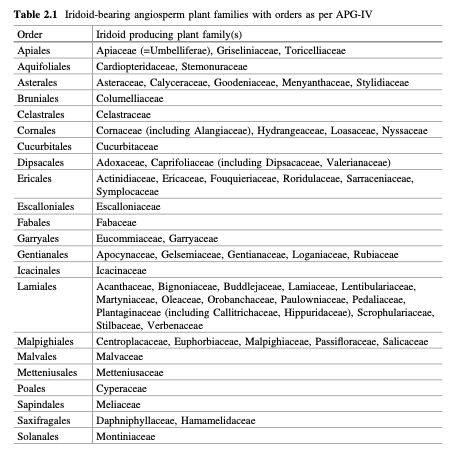 Table 2.1 Iridoid-bearing angiosperm plant families with orders as per APG-IV
Order Iridoid producing plant family(s)
Apiales Apiaceae (=Umbelliferae), Griseliniaceae, Toricelliaceae
Aquifoliales Cardiopteridaceae, Stemonuraceae
Asterales Asteraceae, Calyceraceae, Goodeniaceae, Menyanthaceae, Stylidiaceae
Bruniales Columelliaceae
Celastrales Celastraceae
Cornales Cornaceae (including Alangiaceae), Hydrangeaceae, Loasaceae, Nyssaceae
Cucurbitales Cucurbitaceae
Dipsacales Adoxaceae, Caprifoliaceae (including Dipsacaceae, Valerianaceae)
Ericales Actinidiaceae, Ericaceae, Fouquieriaceae, Roridulaceae, Sarraceniaceae,
Symplocaceae
Escalloniales Escalloniaceae
Fabales Fabaceae
Garryales Eucommiaceae, Garryaceae
Gentianales Apocynaceae, Gelsemiaceae, Gentianaceae, Loganiaceae, Rubiaceae
Icacinales Icacinaceae
Lamiales Acanthaceae, Bignoniaceae, Buddlejaceae, Lamiaceae, Lentibulariaceae,
Martyniaceae, Oleaceae, Orobanchaceae, Paulowniaceae, Pedaliaceae,
Plantaginaceae (including Callitrichaceae, Hippuridaceae), Scrophulariaceae,
Stilbaceae, Verbenaceae
Malpighiales Centroplacaceae, Euphorbiaceae, Malpighiaceae, Passifloraceae, Salicaceae
Malvales Malvaceae
Metteniusales Metteniusaceae
Poales Cyperaceae
Sapindales Meliaceae
Saxifragales Daphniphyllaceae, Hamamelidaceae
Solanales Montiniaceae